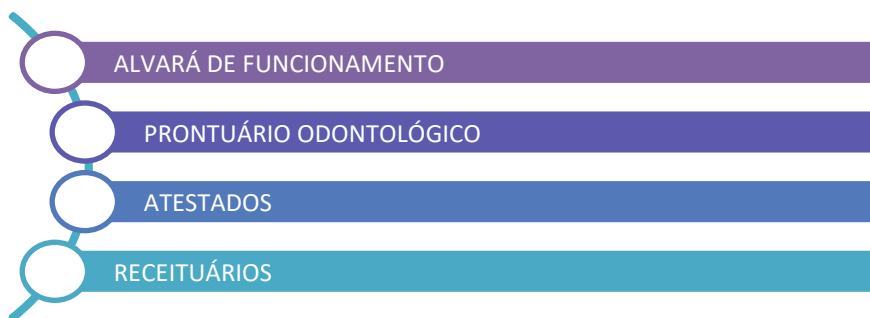 ALVARÁ DE FUNCIONAMENTO
PRONTUÁRIO ODONTOLÓGICO
ATESTADOS
RECEITUÁRIOS